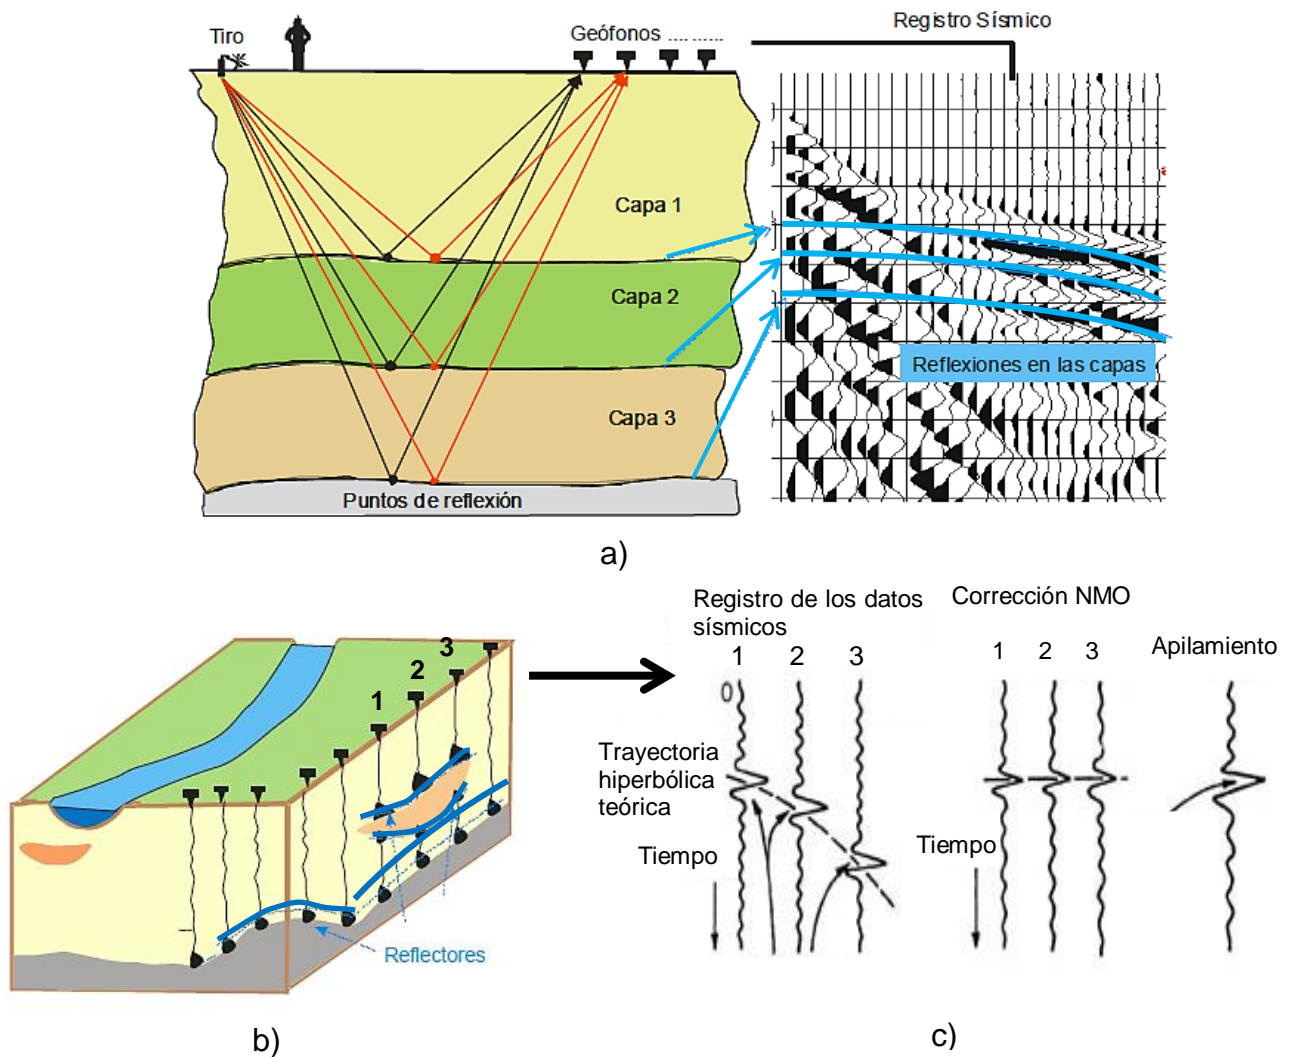 Registro Sísmico
Tiro
Geófonos .... ......
Capa 1
Capa 2
Capa 3
Reflexiones en las capas
Puntos de reflexión
a)
Registro de los datos
sísmicos
1 2 3
0
Trayectoria
hiperbólica
teórica
Tiempo
Corrección NMO
1 2 3
Tiempo
Apilamiento
1 2 3
Reflectores
b)
c)